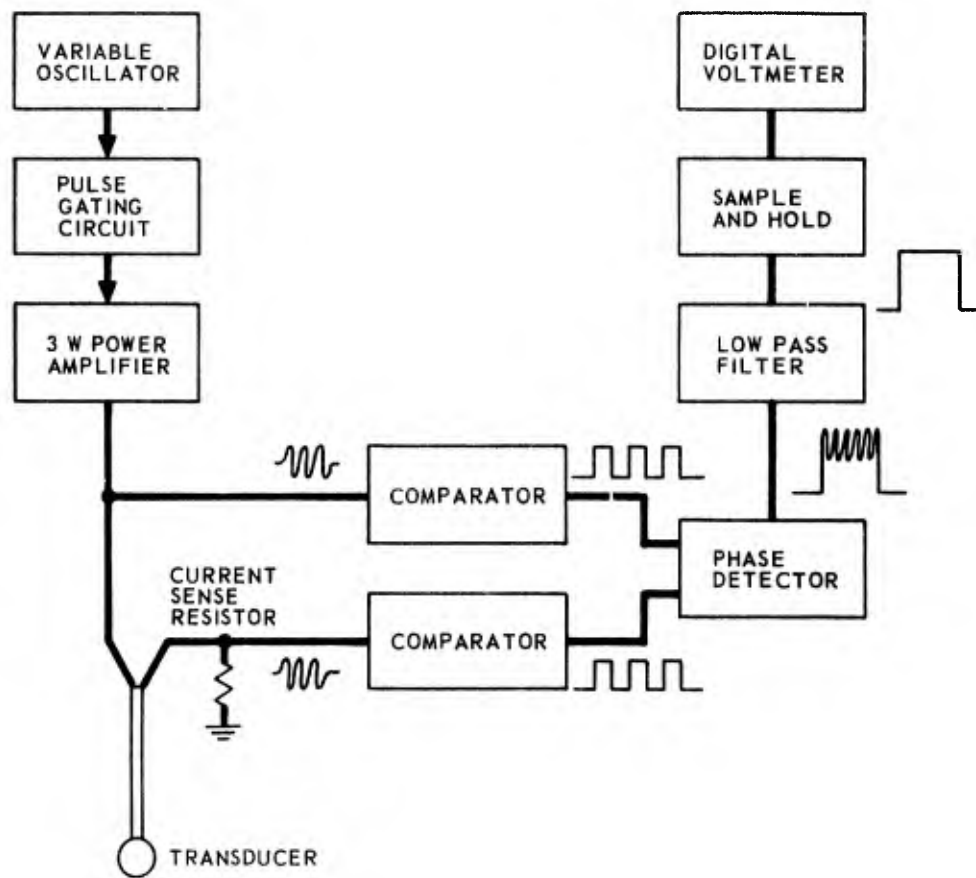 VARIABLE
OSCILLATOR
DIGITAL
VOLTMETER
PULSE
GATING
CIRCUIT
SAMPLE
AND HOLD
3 W POWER
AMPLIFIER
LOW PASS
FILTER
COMPARATOR
PHASE
DETECTOR
CURRENT
SENSE
RESISTOR
COMPARATOR
TRANSDUCER